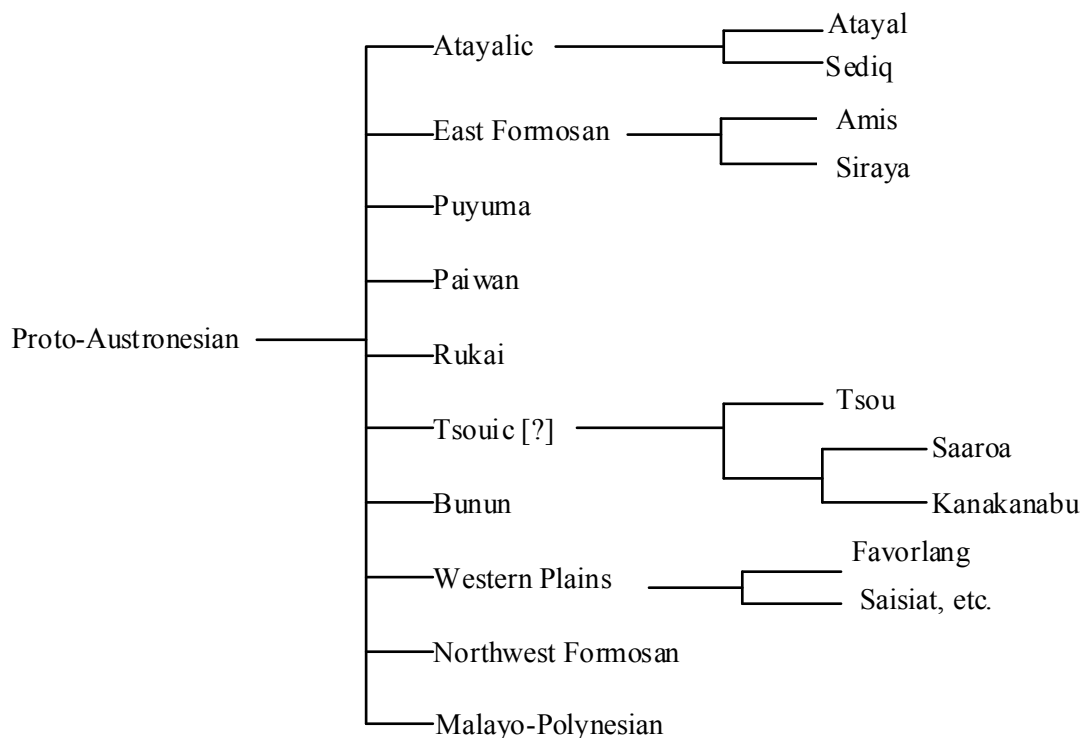 Atayal
Atayalic
Sediq
Amis
East Formosan
Siraya
Puyuma
Paiwan
Proto-Austronesian
Rukai
Tsou
Tsouic [?]
Saaroa
Bunun
Kanakanabu
Favorlang
Western Plains
Saisiat, etc.
Northwest Formosan
Malayo-Polynesian